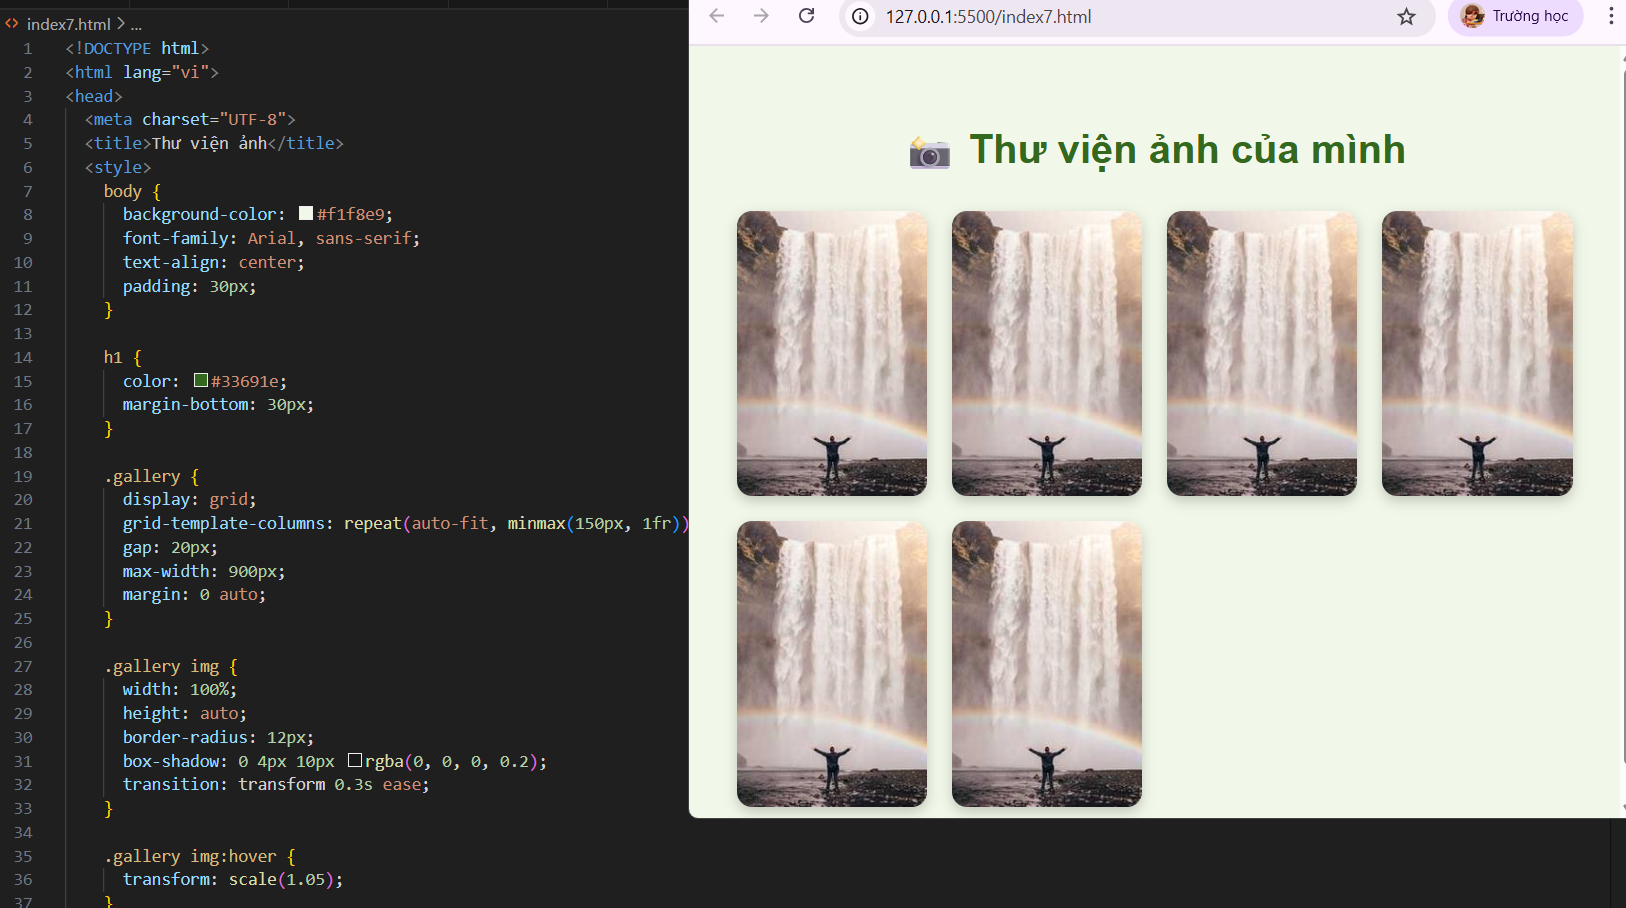 index7.html > ...
1 <!DOCTYPE html>
2 <html lang="vi">
3 <head>
4 <meta charset="UTF-8">
5 <title>Thư viện ảnh</title>
6 <style>
7 body {
8 background-color: #f1f8e9;
9 font-family: Arial, sans-serif;
10 text-align: center;
11 padding: 30px;
12 }
13
14 h1 {
15 color: #33691e;
16 margin-bottom: 30px;
17 }
18
19 .gallery {
20 display: grid;
21 grid-template-columns: repeat(auto-fit, minmax(150px, 1fr))
22 gap: 20px;
23 max-width: 900px;
24 margin: 0 auto;
25 }
26
27 .gallery img {
28 width: 100%;
29 height: auto;
30 border-radius: 12px;
31 box-shadow: 0 4px 10px rgba(0, 0, 0, 0.2);
32 transition: transform 0.3s ease;
33 }
34
35 .gallery img:hover {
36 transform: scale(1.05);
37 }
127.0.0.1:5500/index7.html
Trường học
📸 Thư viện ảnh của mình